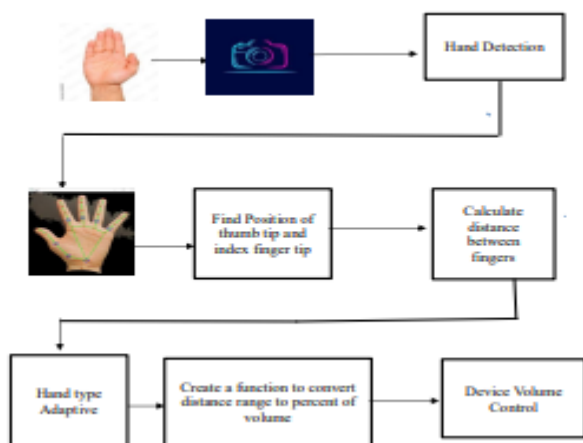 Hand Detection
Find Position of
thumb tip and
index finger tip
Calculate
distance
between
fingers
Hand type
Adaptive
Create a function to convert
distance range to percent of
volume
Device Volume
Control